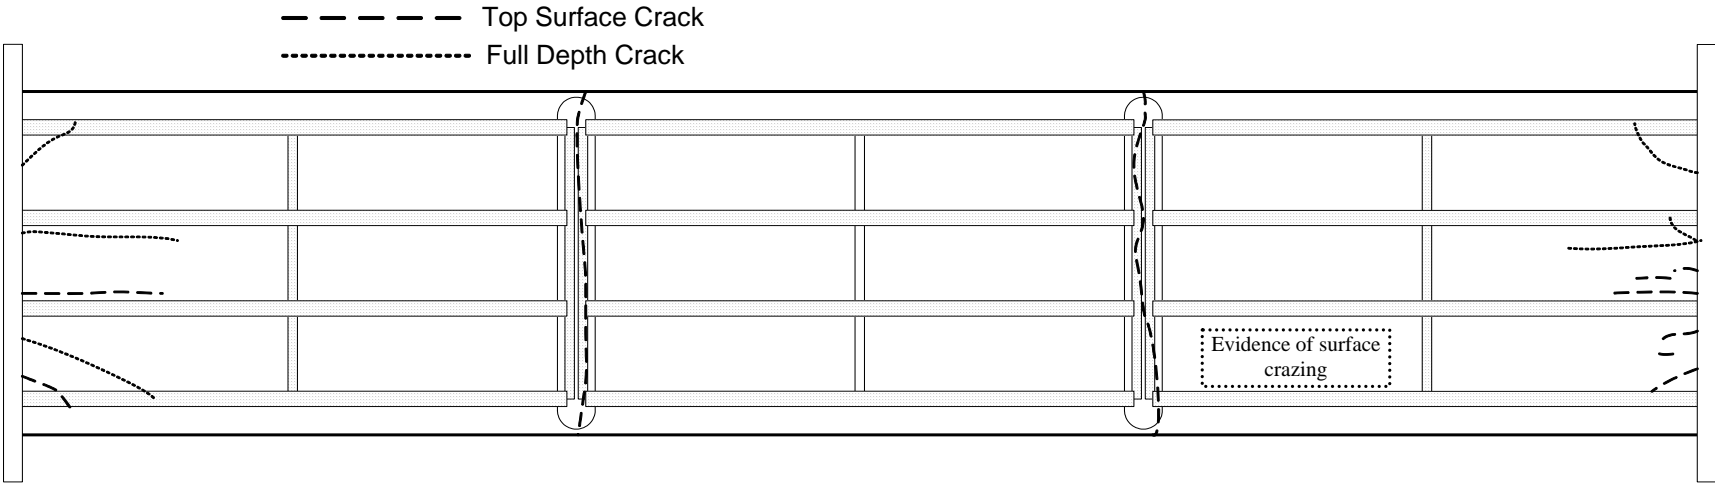 Top Surface Crack
Full Depth Crack
Evidence of surface
crazing